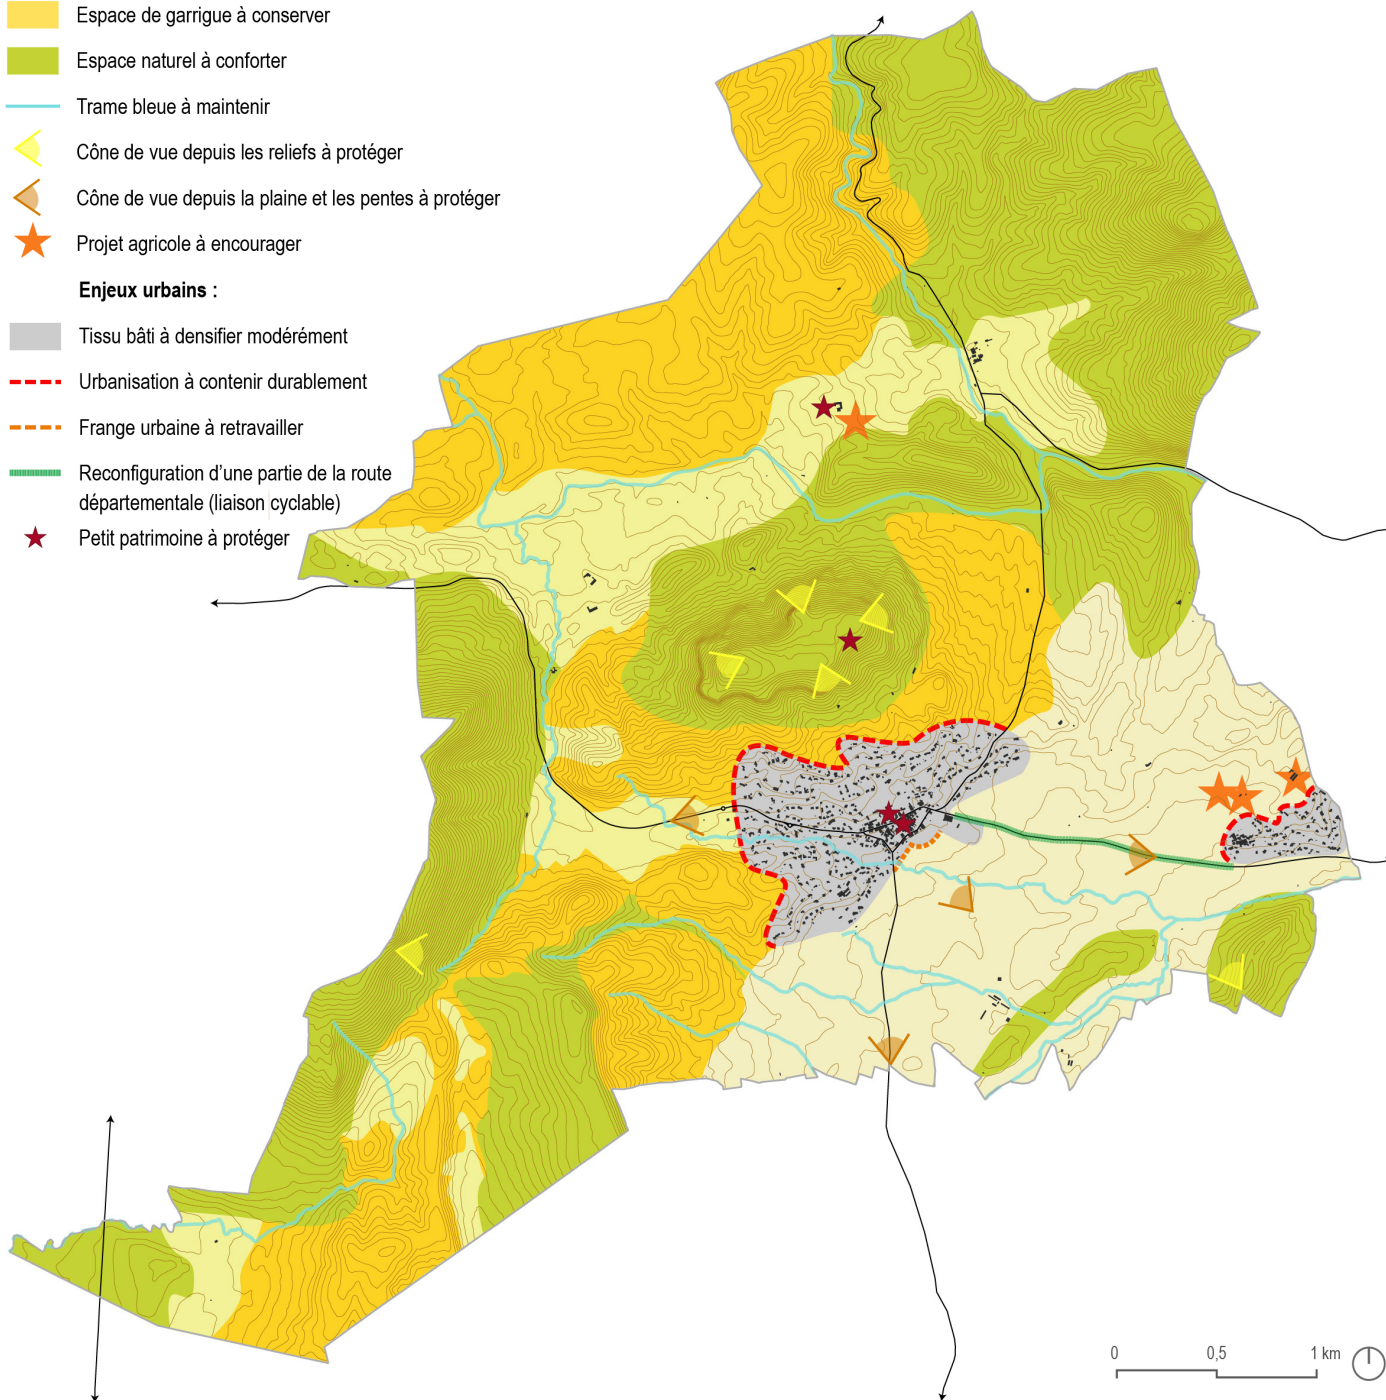 Espace de garrigue à conserver
Espace naturel à conforter
Trame bleue à maintenir
Cône de vue depuis les reliefs à protéger
Cône de vue depuis la plaine et les pentes à protéger
Projet agricole à encourager
Enjeux urbains :
Tissu bâti à densifier modérément
Urbanisation à contenir durablement
Frange urbaine à retravailler
Reconfiguration d'une partie de la route
départementale (liaison cyclable)
Petit patrimoine à protéger
0 0,5 1 km